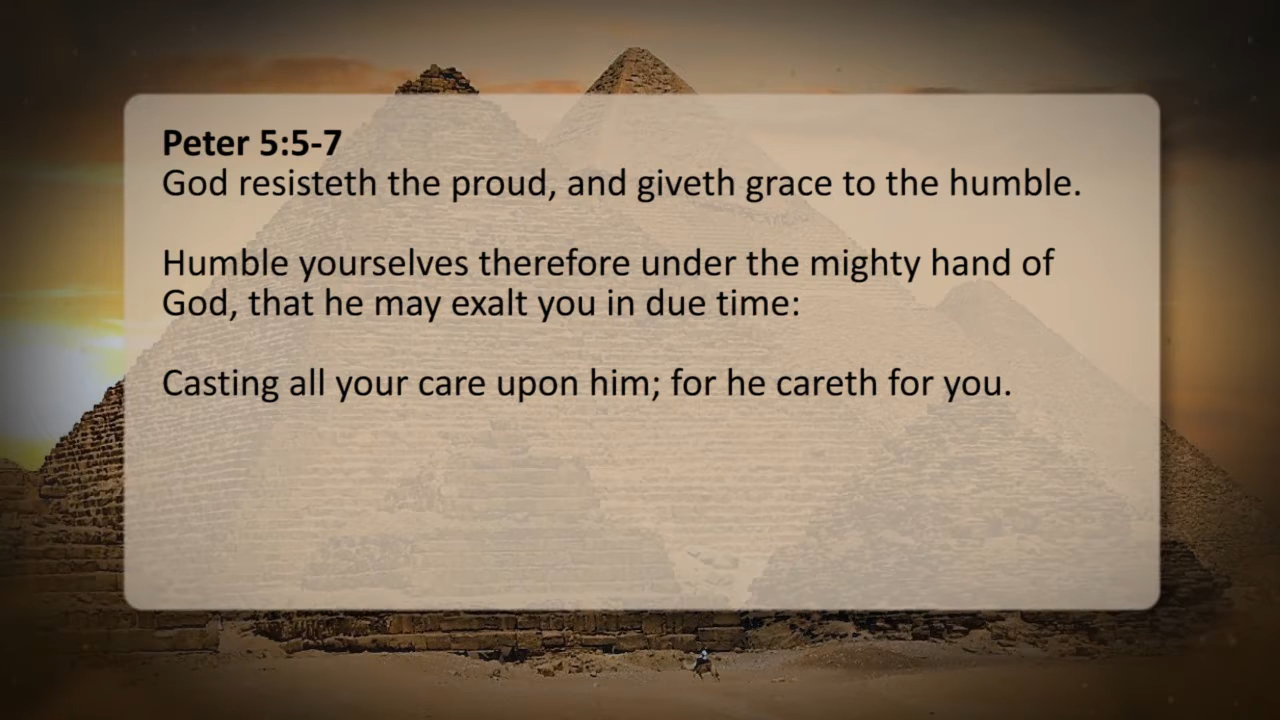 Peter 5:5-7
God resisteth the proud, and giveth grace to the humble.
Humble yourselves therefore under the mighty hand of
God, that he may exalt you in due time:
Casting all your care upon him; for he careth for you.